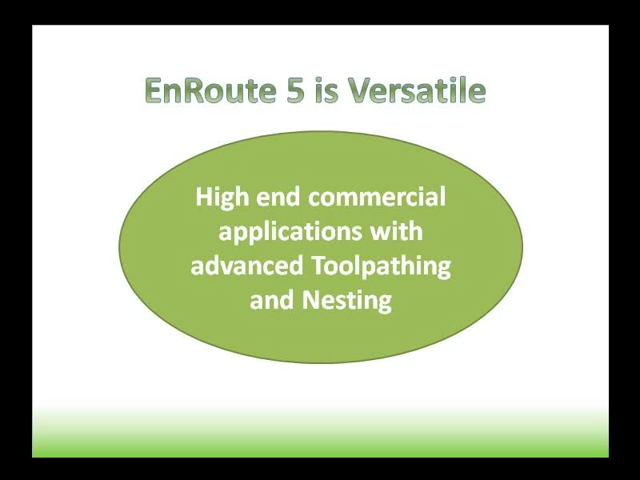 EnRoute 5 is Versatile
High end commercial
applications with
advanced Toolpathing
and Nesting